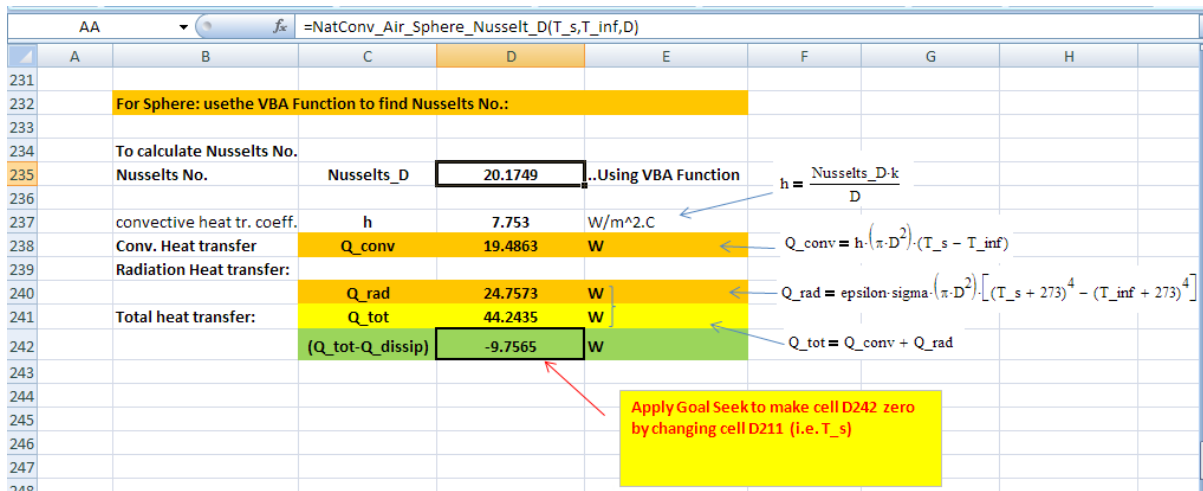 AA fx =NatConv_Air_Sphere_Nusselt_D(T_s,T_inf,D)
A B C D E F G H
231
232 For Sphere: usethe VBA Function to find Nusselts No.:
233
234 To calculate Nusselts No.
235 Nusselts No. Nusselts_D 20.1749 ..Using VBA Function
h = Nusselts_D·k / D
236
237 convective heat tr. coeff. h 7.753 W/m^2.C
238 Conv. Heat transfer Q_conv 19.4863 W Q_conv = h·(π·D^2)·(T_s − T_inf)
239 Radiation Heat transfer:
240 Q_rad 24.7573 W Q_rad = epsilon·sigma·(π·D^2)·[(T_s + 273)^4 − (T_inf + 273)^4]
241 Total heat transfer: Q_tot 44.2435 W
242 (Q_tot-Q_dissip) -9.7565 W Q_tot = Q_conv + Q_rad
243
244 Apply Goal Seek to make cell D242 zero
245 by changing cell D211 (i.e. T_s)
246
247
248